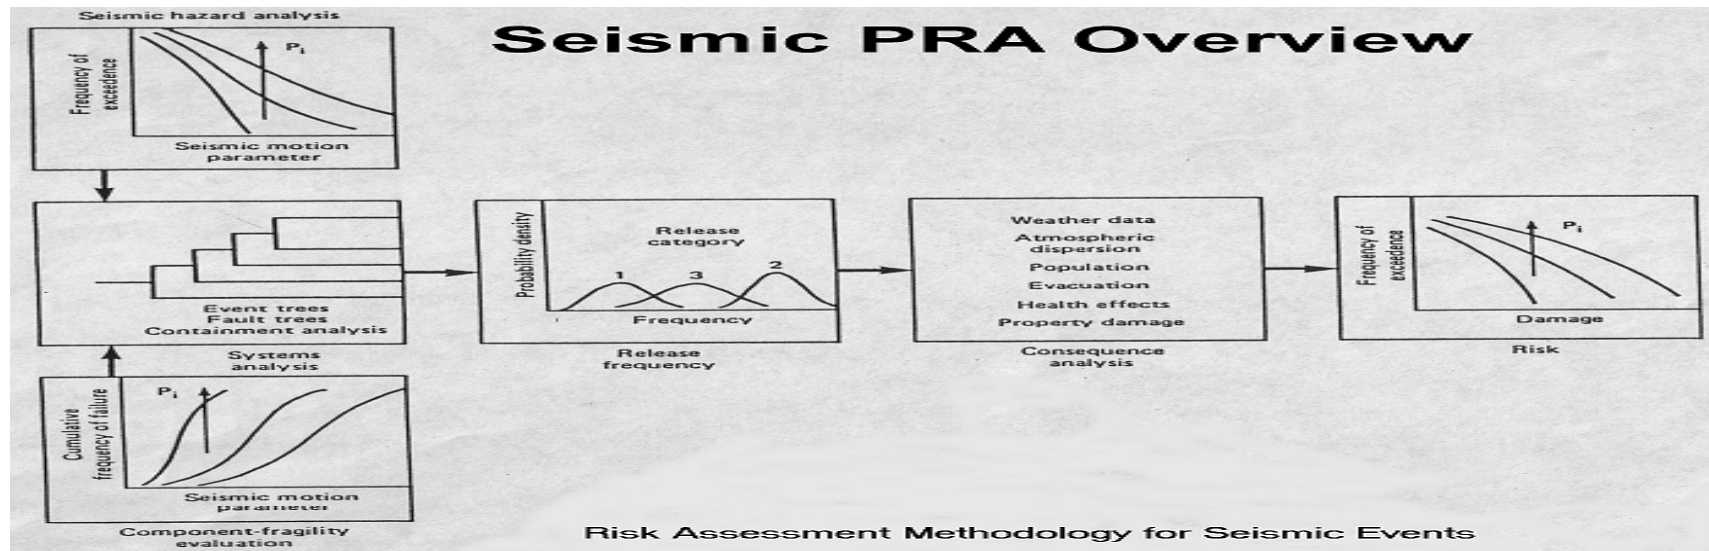 Seismic PRA Overview
Seismic hazard analysis
Frequency of
exceedence
Pi
Seismic motion
parameter
Event trees
Fault trees
Containment analysis
Systems
analysis
Cumulative
frequency of failure
Pi
Seismic motion
parameter
Component-fragility
evaluation
Probability density
Release
category
1
3
2
Frequency
Release
frequency
Weather data
Atmospheric
dispersion
Population
Evacuation
Health effects
Property damage
Consequence
analysis
Frequency of
exceedence
Pi
Damage
Risk
Risk Assessment Methodology for Seismic Events